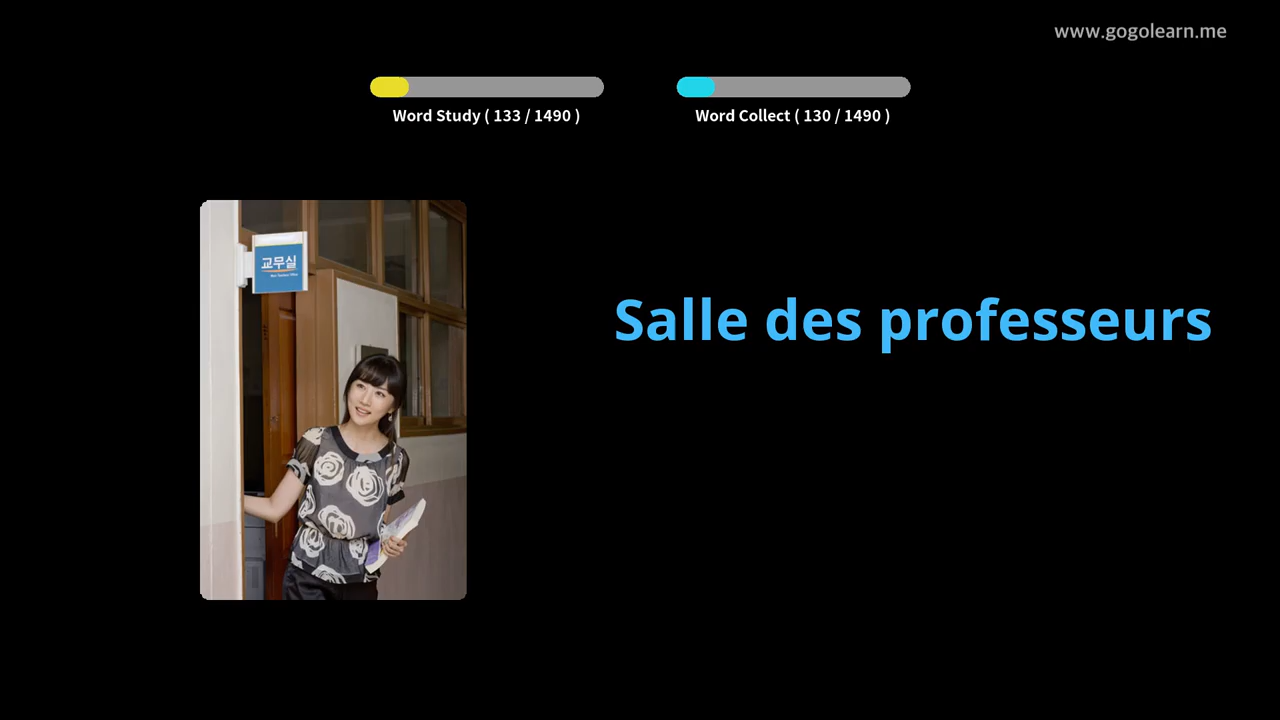 www.gogolearn.me
Word Study ( 133 / 1490 )
Word Collect ( 130 / 1490 )
교무실
Salle des professeurs